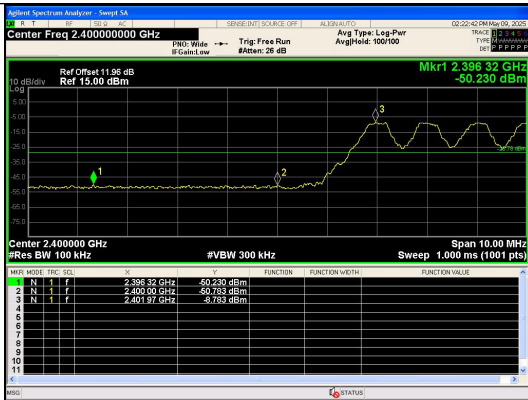 Agilent Spectrum Analyzer - Swept SA
R T RF 50 Ω AC SENSE:INT SOURCE OFF ALIGN AUTO 02:22:42 PM May 09, 2025
Center Freq 2.400000000 GHz
PNO: Wide
IFGain:Low
Trig: Free Run
#Atten: 26 dB
Avg Type: Log-Pwr
Avg|Hold: 100/100
TRACE 1 2 3 4 5 6
TYPE
DET P P P P P P
Mkr1 2.396 32 GHz
-50.230 dBm
Ref Offset 11.96 dB
10 dB/div Ref 15.00 dBm
Log
5.00
-5.00
-15.0
-25.0
-35.0
-45.0
-55.0
-65.0
-75.0
1
2
3
Center 2.400000 GHz Span 10.00 MHz
#Res BW 100 kHz #VBW 300 kHz Sweep 1.000 ms (1001 pts)
MKR MODE TRC SCL X Y FUNCTION FUNCTION WIDTH FUNCTION VALUE
1 N 1 f 2.396 32 GHz -50.230 dBm
2 N 1 f 2.400 00 GHz -50.783 dBm
3 N 1 f 2.401 97 GHz -8.783 dBm
4
5
6
7
8
9
10
11
MSG STATUS